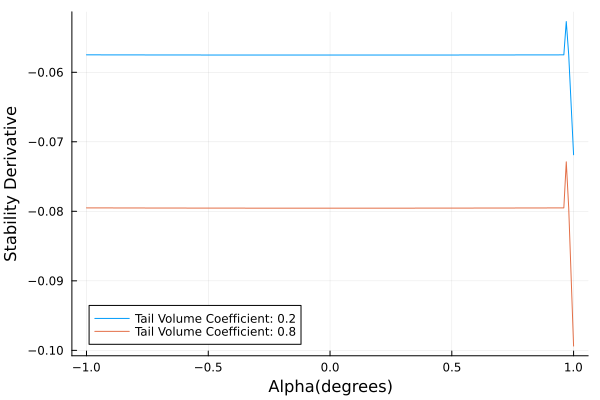 Stability Derivative
−0.06
−0.07
−0.08
−0.09
−0.10
Tail Volume Coefficient: 0.2
Tail Volume Coefficient: 0.8
−1.0
−0.5
0.0
0.5
1.0
Alpha(degrees)